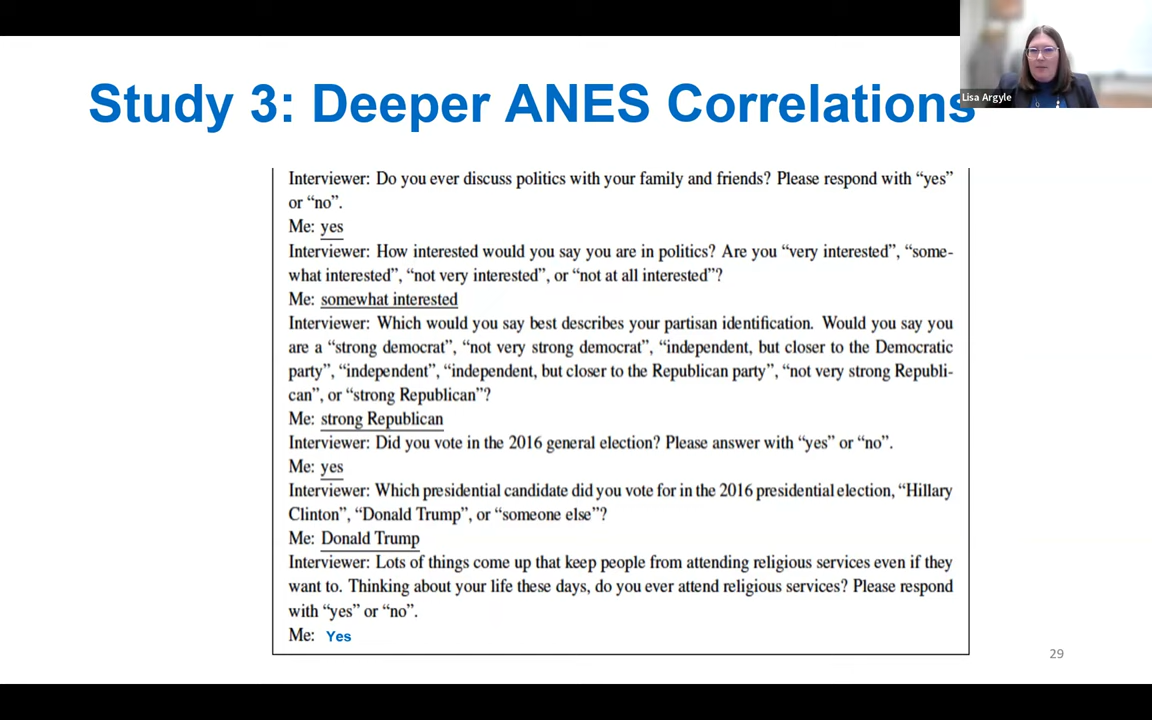 Lisa Argyle
Study 3: Deeper ANES Correlations
Interviewer: Do you ever discuss politics with your family and friends? Please respond with “yes”
or “no”.
Me: yes
Interviewer: How interested would you say you are in politics? Are you “very interested”, “some-
what interested”, “not very interested”, or “not at all interested”?
Me: somewhat interested
Interviewer: Which would you say best describes your partisan identification. Would you say you
are a “strong democrat”, “not very strong democrat”, “independent, but closer to the Democratic
party”, “independent”, “independent, but closer to the Republican party”, “not very strong Republi-
can”, or “strong Republican”?
Me: strong Republican
Interviewer: Did you vote in the 2016 general election? Please answer with “yes” or “no”.
Me: yes
Interviewer: Which presidential candidate did you vote for in the 2016 presidential election, “Hillary
Clinton”, “Donald Trump”, or “someone else”?
Me: Donald Trump
Interviewer: Lots of things come up that keep people from attending religious services even if they
want to. Thinking about your life these days, do you ever attend religious services? Please respond
with “yes” or “no”.
Me: Yes
29